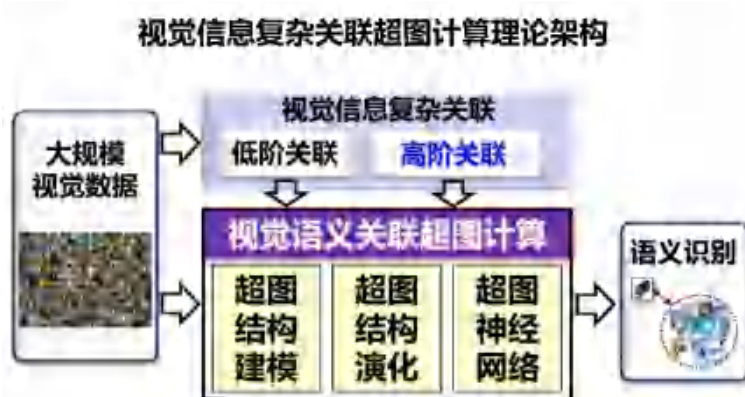 视觉信息复杂关联超图计算理论架构
大规模
视觉数据
视觉信息复杂关联
低阶关联
高阶关联
视觉语义关联超图计算
超图
结构
建模
超图
结构
演化
超图
神经
网络
语义识别